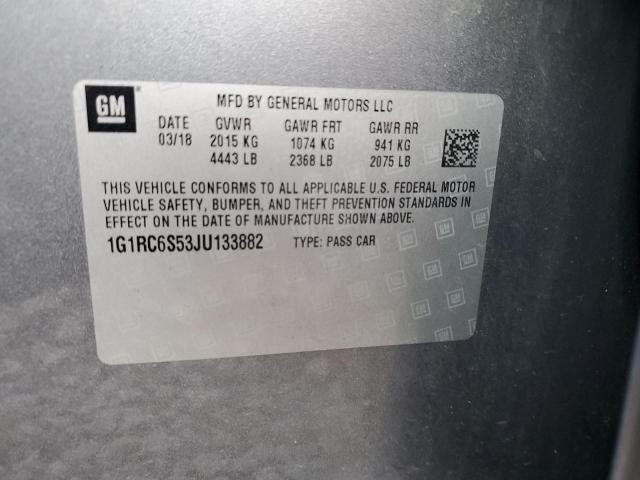 GM
MFD BY GENERAL MOTORS LLC
DATE GVWR GAWR FRT GAWR RR
03/18 2015 KG 1074 KG 941 KG
4443 LB 2368 LB 2075 LB
THIS VEHICLE CONFORMS TO ALL APPLICABLE U.S. FEDERAL MOTOR
VEHICLE SAFETY, BUMPER, AND THEFT PREVENTION STANDARDS IN
EFFECT ON THE DATE OF MANUFACTURE SHOWN ABOVE.
1G1RC6S53JU133882 TYPE: PASS CAR